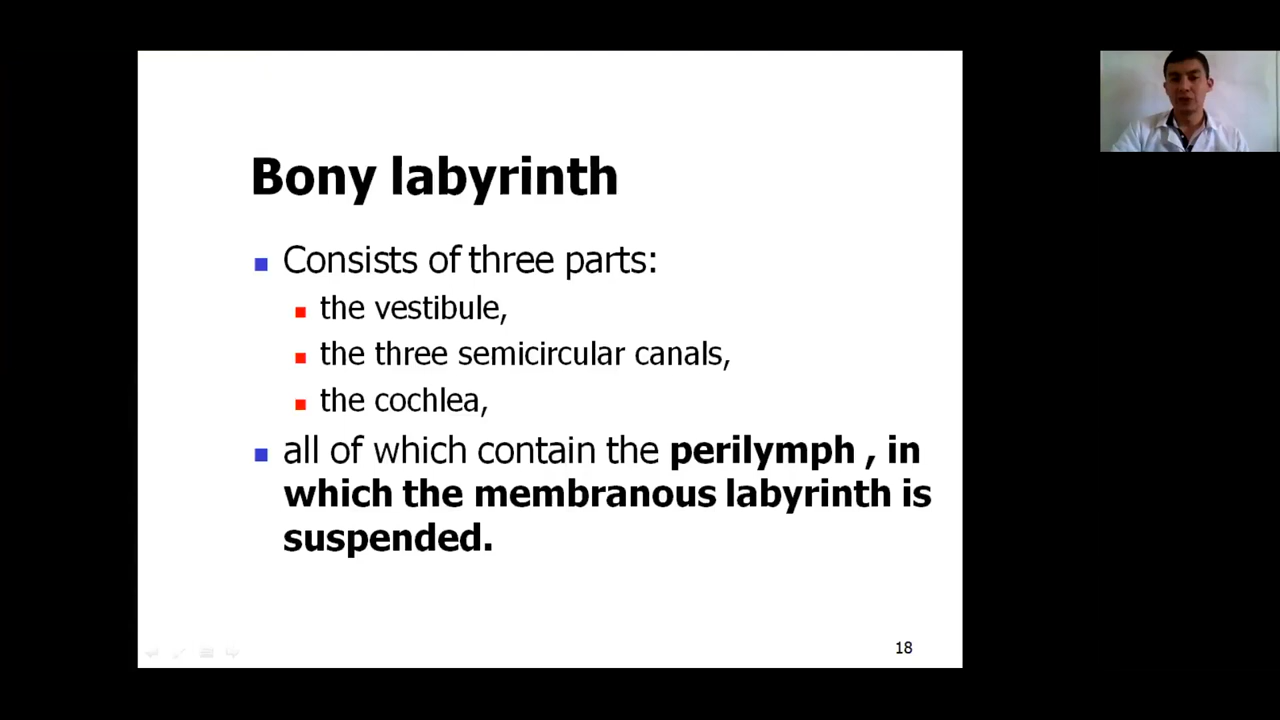 Bony labyrinth
Consists of three parts:
the vestibule,
the three semicircular canals,
the cochlea,
all of which contain the perilymph , in
which the membranous labyrinth is
suspended.
18